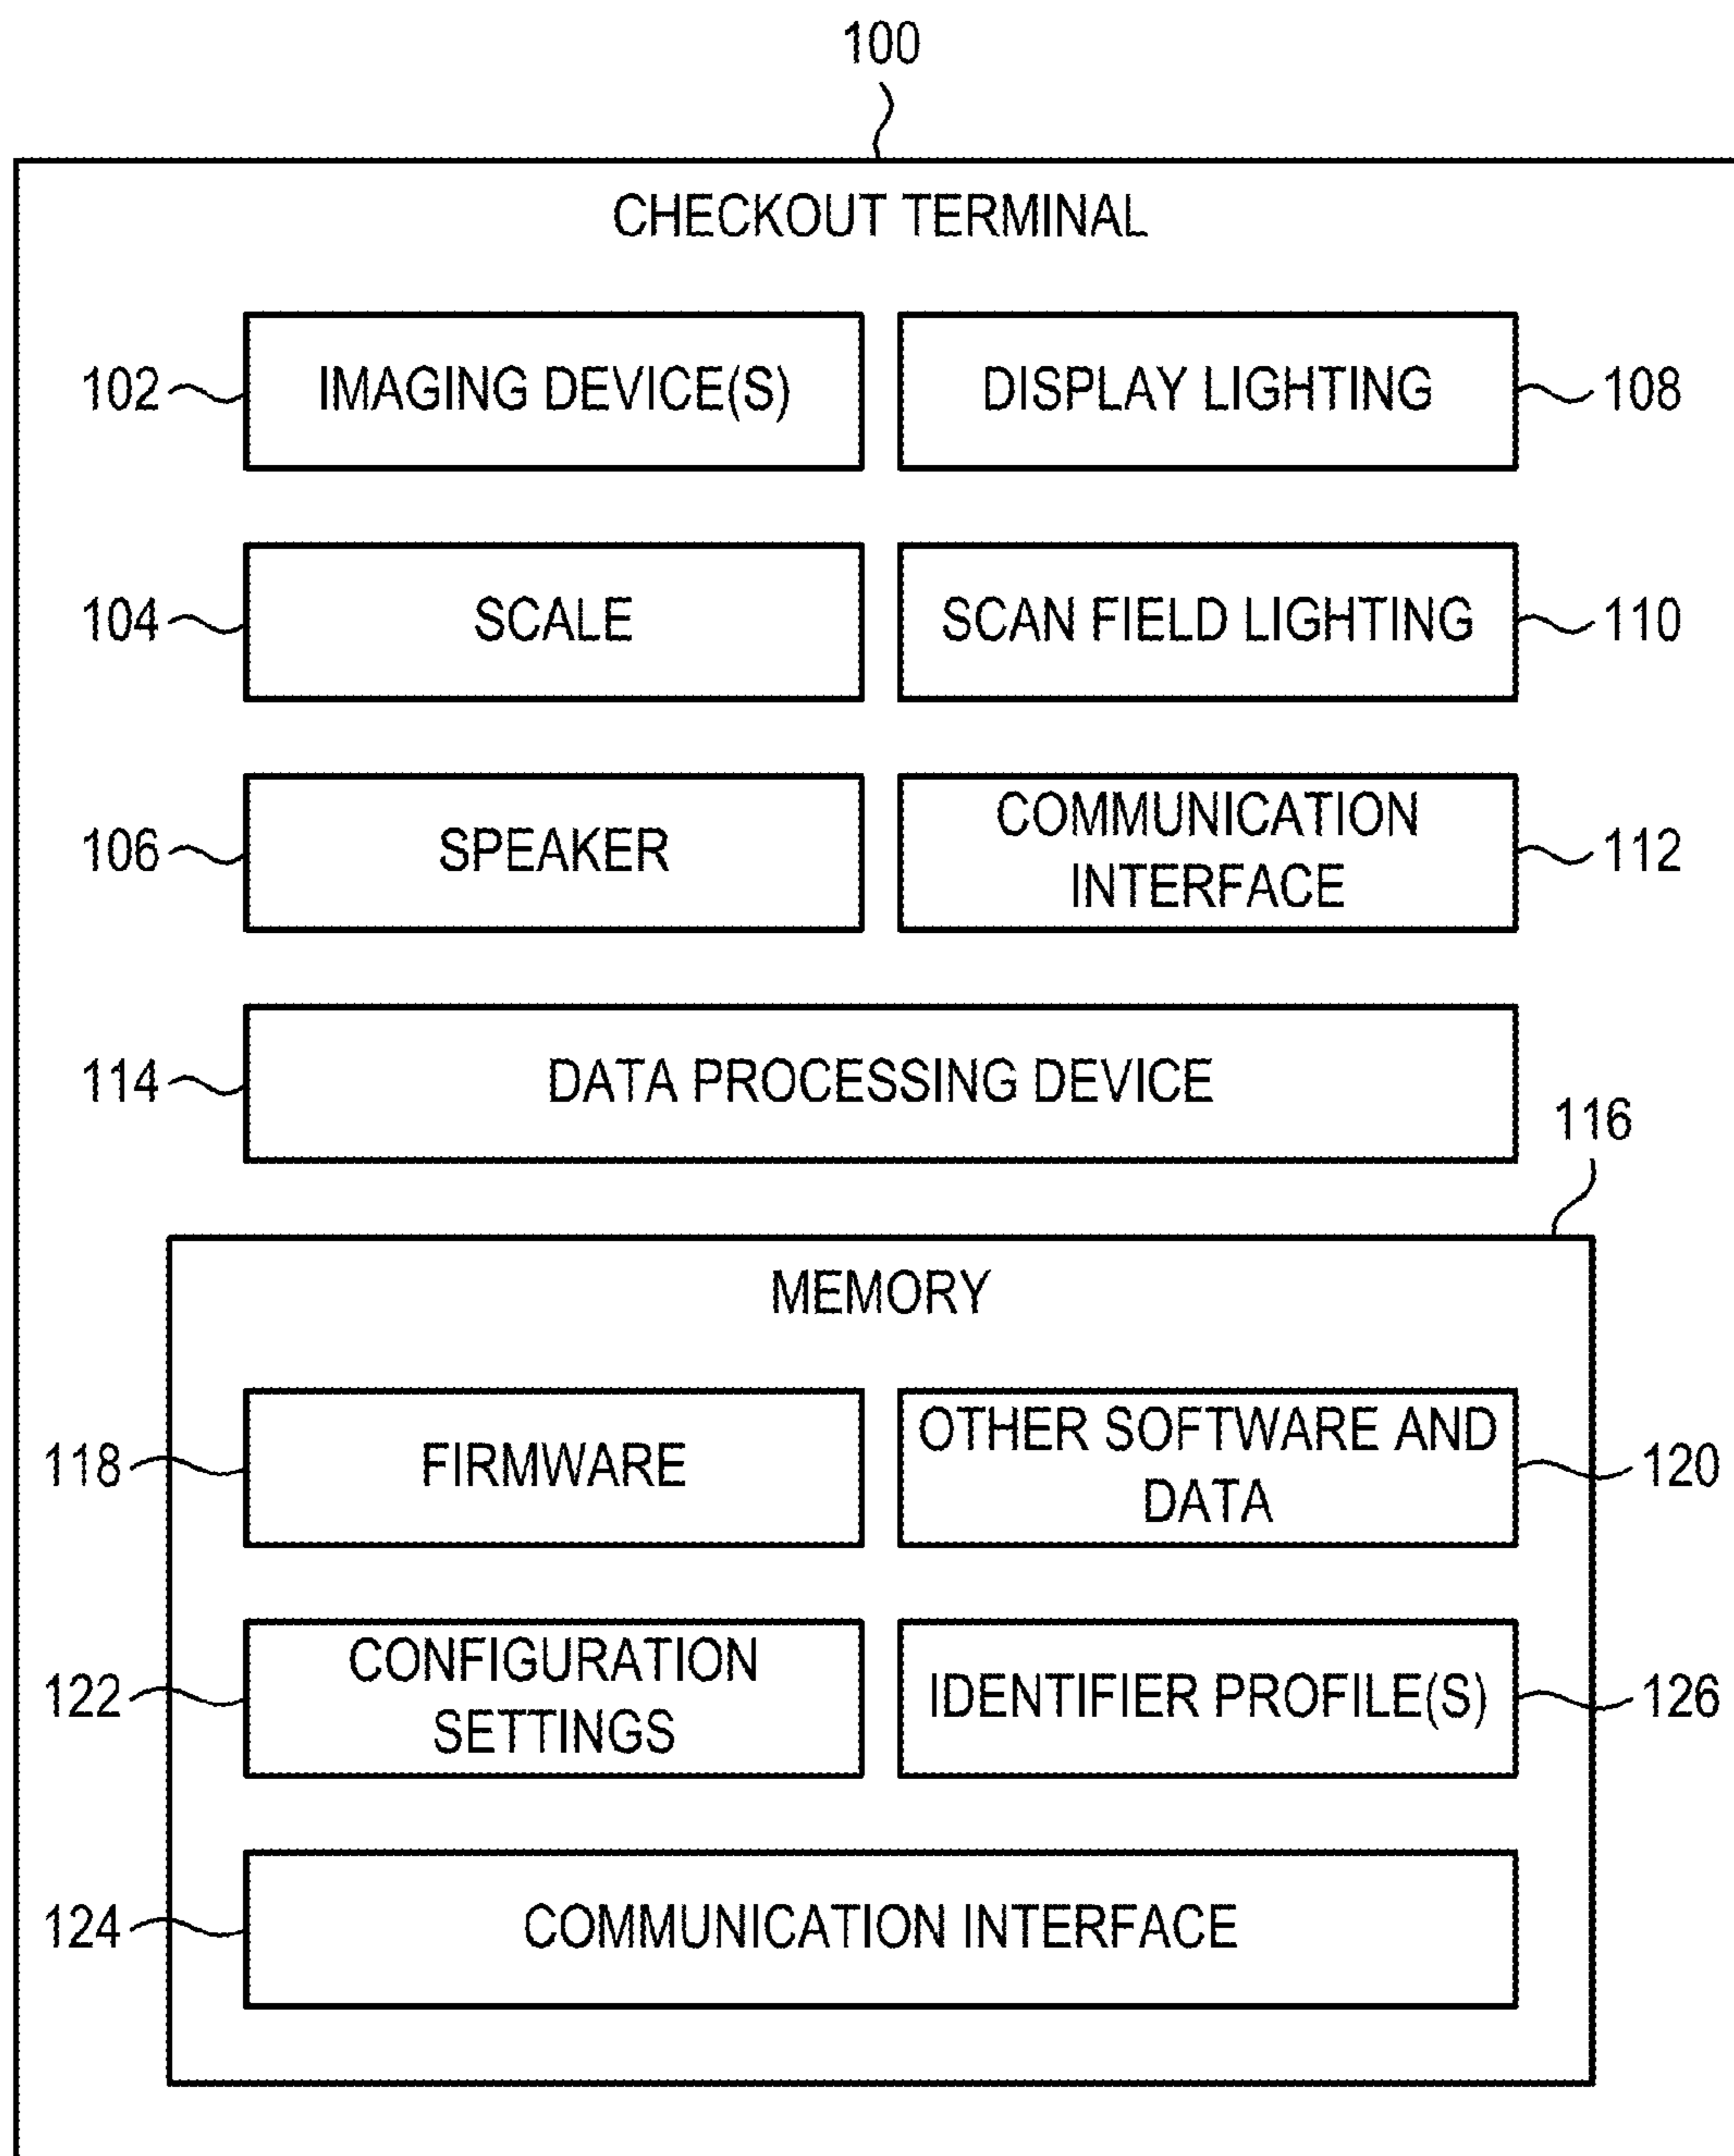 100
CHECKOUT TERMINAL
102 IMAGING DEVICE(S) DISPLAY LIGHTING 108
104 SCALE SCAN FIELD LIGHTING 110
106 SPEAKER COMMUNICATION
INTERFACE 112
114 DATA PROCESSING DEVICE
116
MEMORY
118 FIRMWARE OTHER SOFTWARE AND
DATA 120
122 CONFIGURATION
SETTINGS IDENTIFIER PROFILE(S) 126
124 COMMUNICATION INTERFACE